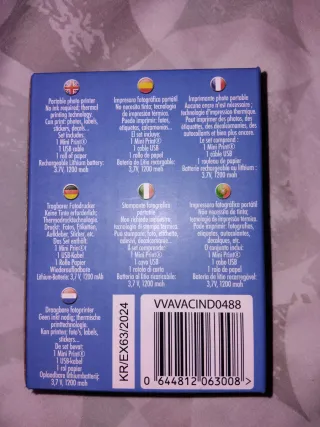 Portable photo printer
No ink required; thermal
printing technology.
Can print: photos, labels,
stickers, decals...
Set includes:
1 Mini Print®
1 USB cable
1 roll of paper
Rechargeable Lithium battery:
3,7V, 1200 mah
Impresora fotográfica portátil
No necesita tinta; tecnología
de impresión térmica.
Puede imprimir: fotos,
etiquetas, calcomanías...
El set incluye:
1 Mini Print®
1 cable USB
1 rollo de papel
Batería de Litio recargable:
3,7V, 1200 mah
Imprimante photo portable
Aucune encre n'est nécessaire ;
technologie d'impression thermique.
Peut imprimer des photos, des
étiquettes, des décalcomanies, des
autocollants et bien plus encore.
Le set comprend :
1 Mini Print®
1 câble USB
1 rouleau de papier
Batterie rechargeable au lithium :
3,7 V, 1200 mah
Tragbarer Fotodrucker
Keine Tinte erforderlich;
Thermodrucktechnologie.
Druckt: Fotos, Etiketten,
Aufkleber, Sticker, etc.
Das Set enthält:
1 Mini Print®
1 USB-Kabel
1 Rolle Papier
Wiederaufladbare
Lithium-Batterie: 3,7 V, 1200 mAh
Stampante fotografica
portatile
Non richiede inchiostro;
tecnologia di stampa termica.
Può stampare: foto, etichette,
adesivi, decalcomanie...
Il set include:
1 Mini Print®
1 cavo USB
1 rotolo di carta
Batteria al litio ricaricabile:
3,7 V, 1200 mah
Impressora fotográfica portátil
Não necessita de tinta;
tecnologia de impressão térmica.
Pode imprimir: fotografias,
etiquetas, autocolantes,
decalques, etc.
O conjunto inclui:
1 Mini Print®
1 cabo USB
1 rolo de papel
Bateria de lítio recarregável:
3,7 V, 1200 mah
Draagbare fotoprinter
Geen inkt nodig; thermische
printtechnologie.
Kan printen; foto's, labels,
stickers...
De set bevat:
1 Mini Print®
1 USB-kabel
1 rol papier
Oplaadbare lithiumbatterij:
3,7 V, 1200 mah
KR/EX63/2024
VVAVACIND0488
0 644812 063008 >